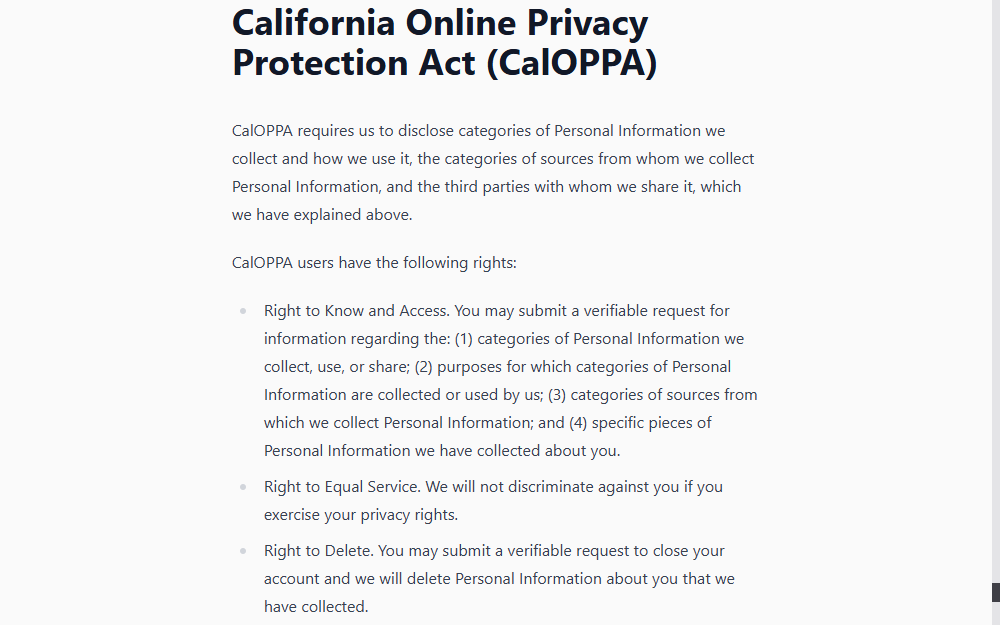 California Online Privacy
Protection Act (CalOPPA)
CalOPPA requires us to disclose categories of Personal Information we
collect and how we use it, the categories of sources from whom we collect
Personal Information, and the third parties with whom we share it, which
we have explained above.
CalOPPA users have the following rights:
Right to Know and Access. You may submit a verifiable request for
information regarding the: (1) categories of Personal Information we
collect, use, or share; (2) purposes for which categories of Personal
Information are collected or used by us; (3) categories of sources from
which we collect Personal Information; and (4) specific pieces of
Personal Information we have collected about you.
Right to Equal Service. We will not discriminate against you if you
exercise your privacy rights.
Right to Delete. You may submit a verifiable request to close your
account and we will delete Personal Information about you that we
have collected.